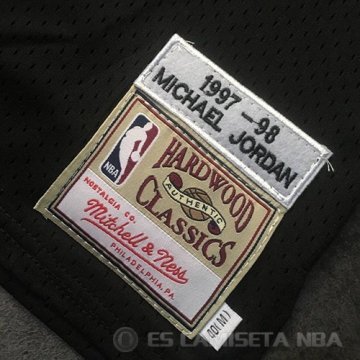 1997-98
MICHAEL JORDAN
NBA
HARDWOOD
AUTHENTIC
CLASSICS
NOSTALGIA CO.
Mitchell & Ness
PHILADELPHIA, PA
ES CAMISETA NBA